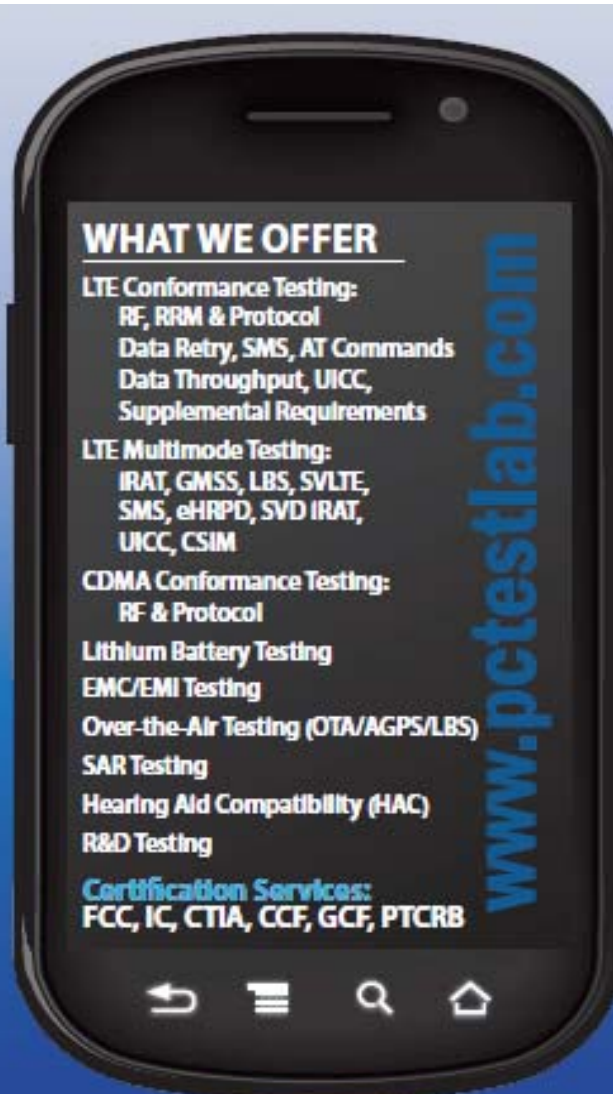 WHAT WE OFFER
LTE Conformance Testing:
RF, RRM & Protocol
Data Retry, SMS, AT Commands
Data Throughput, UICC,
Supplemental Requirements
LTE Multimode Testing:
IRAT, GMSS, LBS, SVLTE,
SMS, eHRPD, SVD IRAT,
UICC, CSIM
CDMA Conformance Testing:
RF & Protocol
Lithium Battery Testing
EMC/EMI Testing
Over-the-Air Testing (OTA/AGPS/LBS)
SAR Testing
Hearing Aid Compatibility (HAC)
R&D Testing
Certification Services:
FCC, IC, CTIA, CCF, GCF, PTCRB
www.pctestlab.com